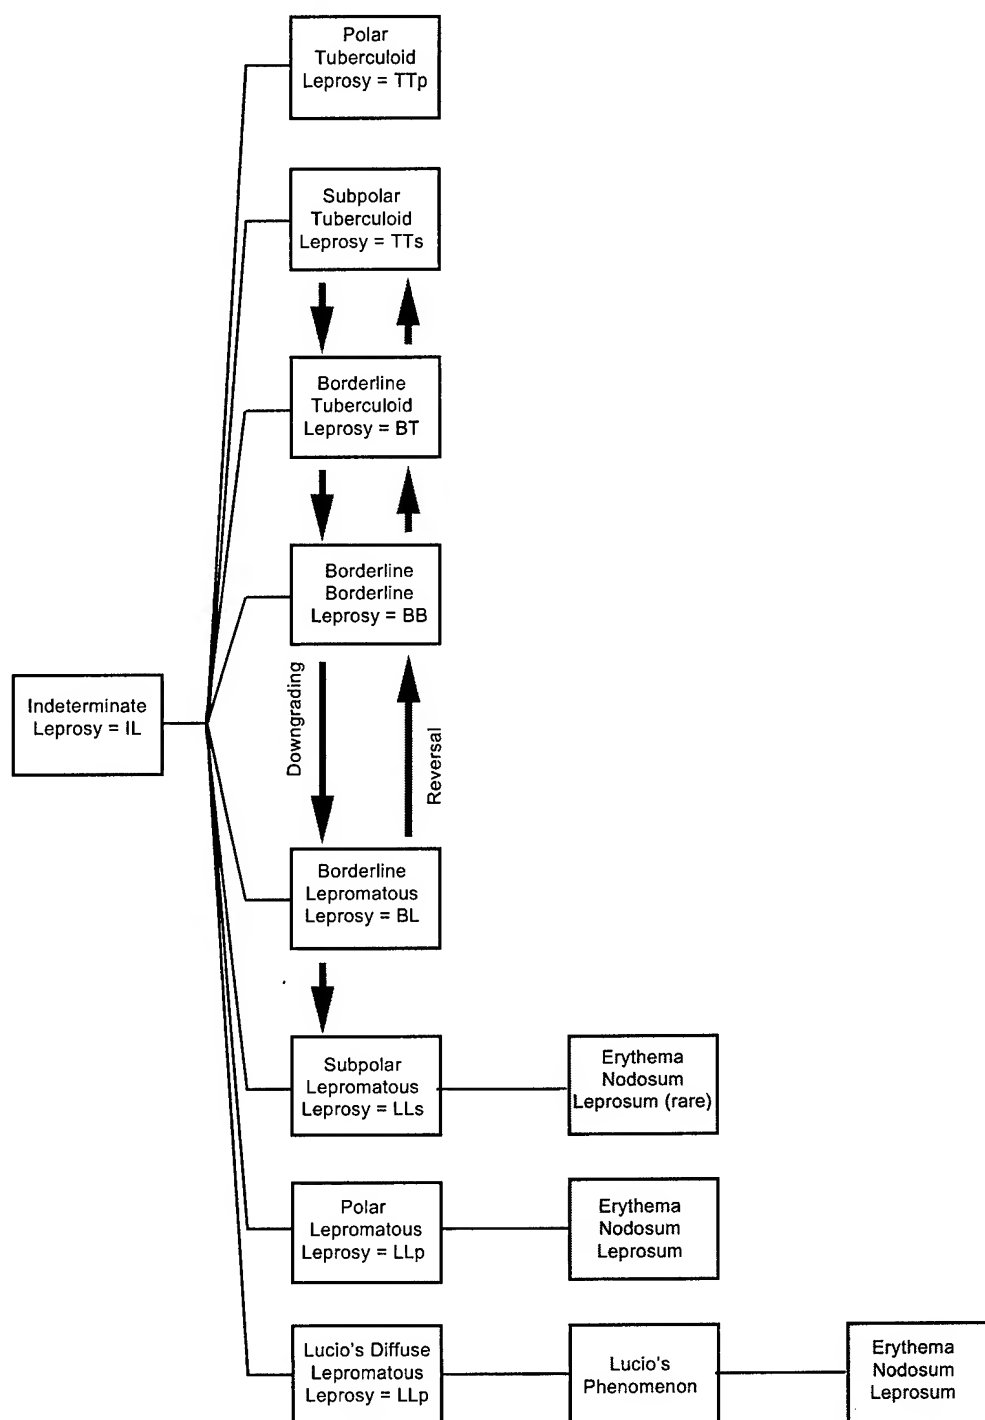 Polar
Tuberculoid
Leprosy = TTp
Subpolar
Tuberculoid
Leprosy = TTs
Borderline
Tuberculoid
Leprosy = BT
Borderline
Borderline
Leprosy = BB
Indeterminate
Leprosy = IL
Downgrading
Reversal
Borderline
Lepromatous
Leprosy = BL
Subpolar
Lepromatous
Leprosy = LLs
Erythema
Nodosum
Leprosum (rare)
Polar
Lepromatous
Leprosy = LLp
Erythema
Nodosum
Leprosum
Lucio's Diffuse
Lepromatous
Leprosy = LLp
Lucio's
Phenomenon
Erythema
Nodosum
Leprosum